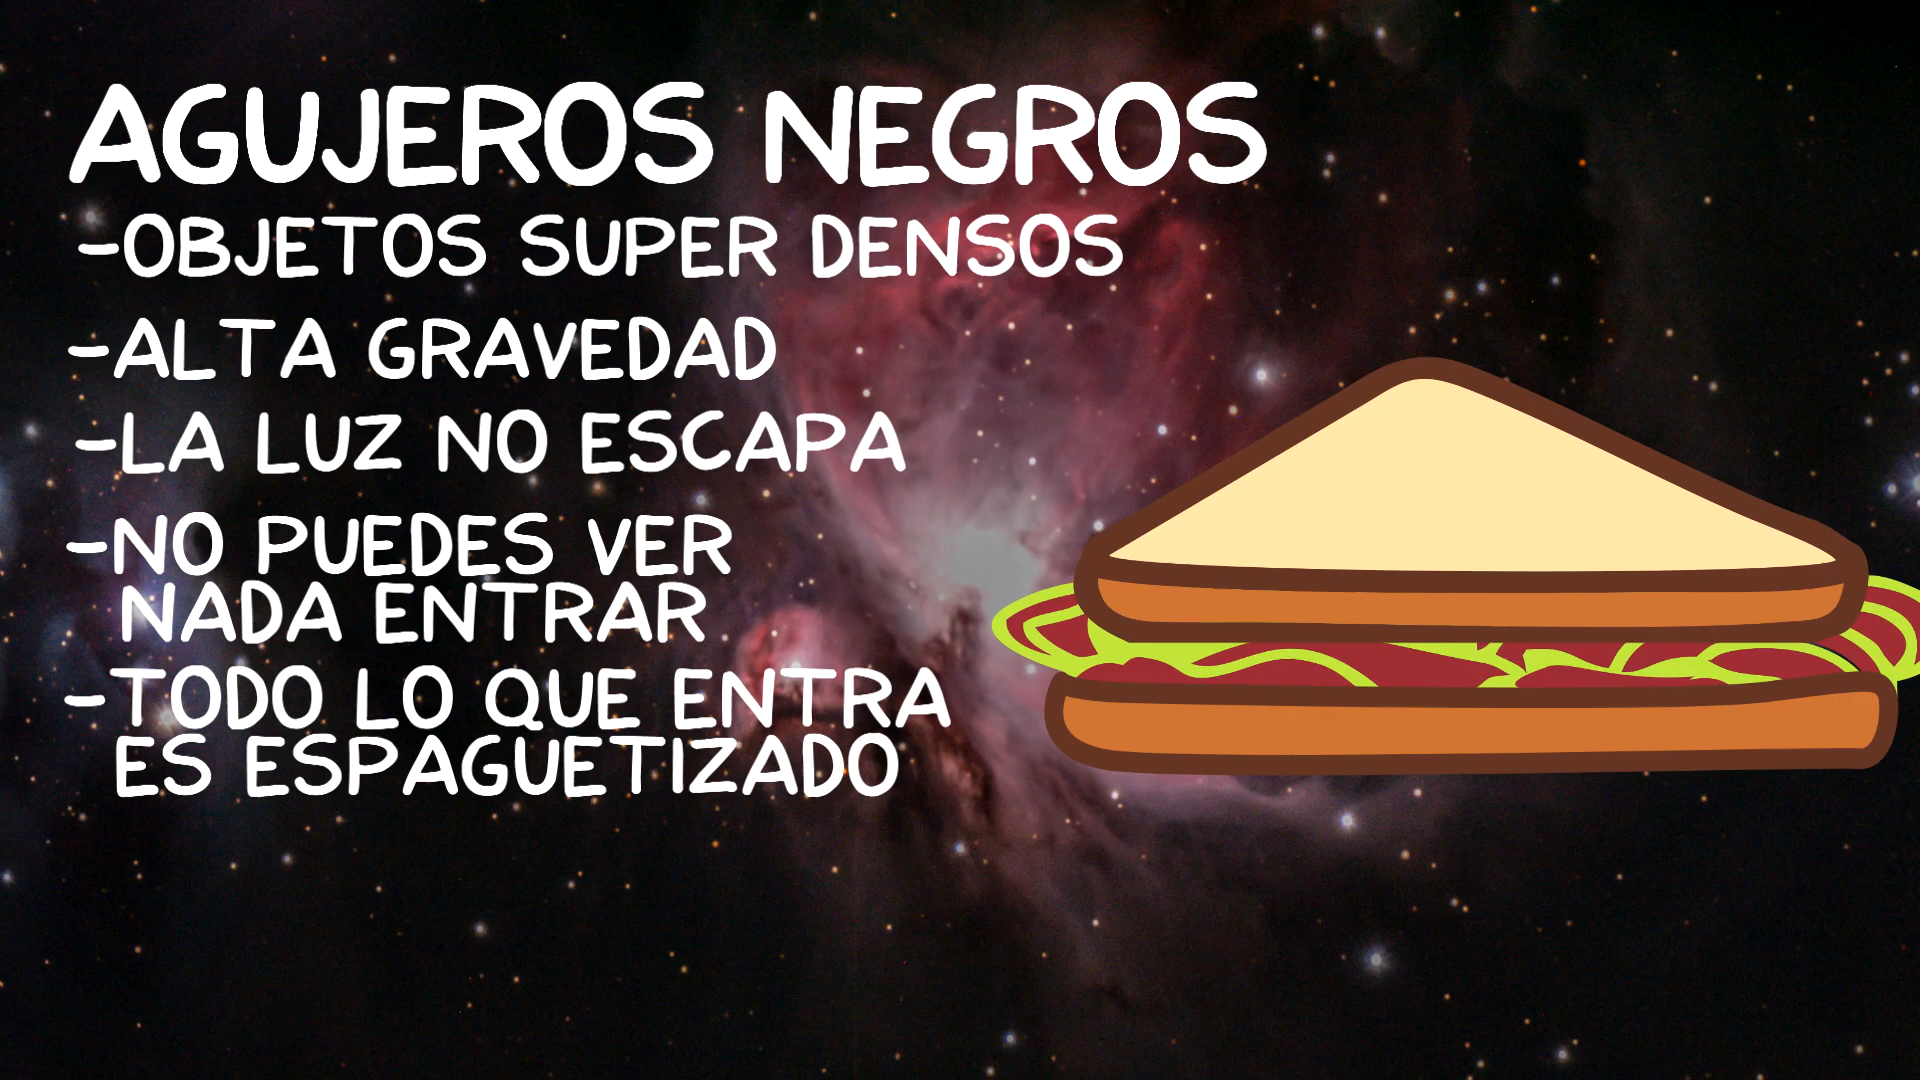 AGUJEROS NEGROS
-OBJETOS SUPER DENSOS
-ALTA GRAVEDAD
-LA LUZ NO ESCAPA
-NO PUEDES VER
NADA ENTRAR
-TODO LO QUE ENTRA
ES ESPAGUETIZADO